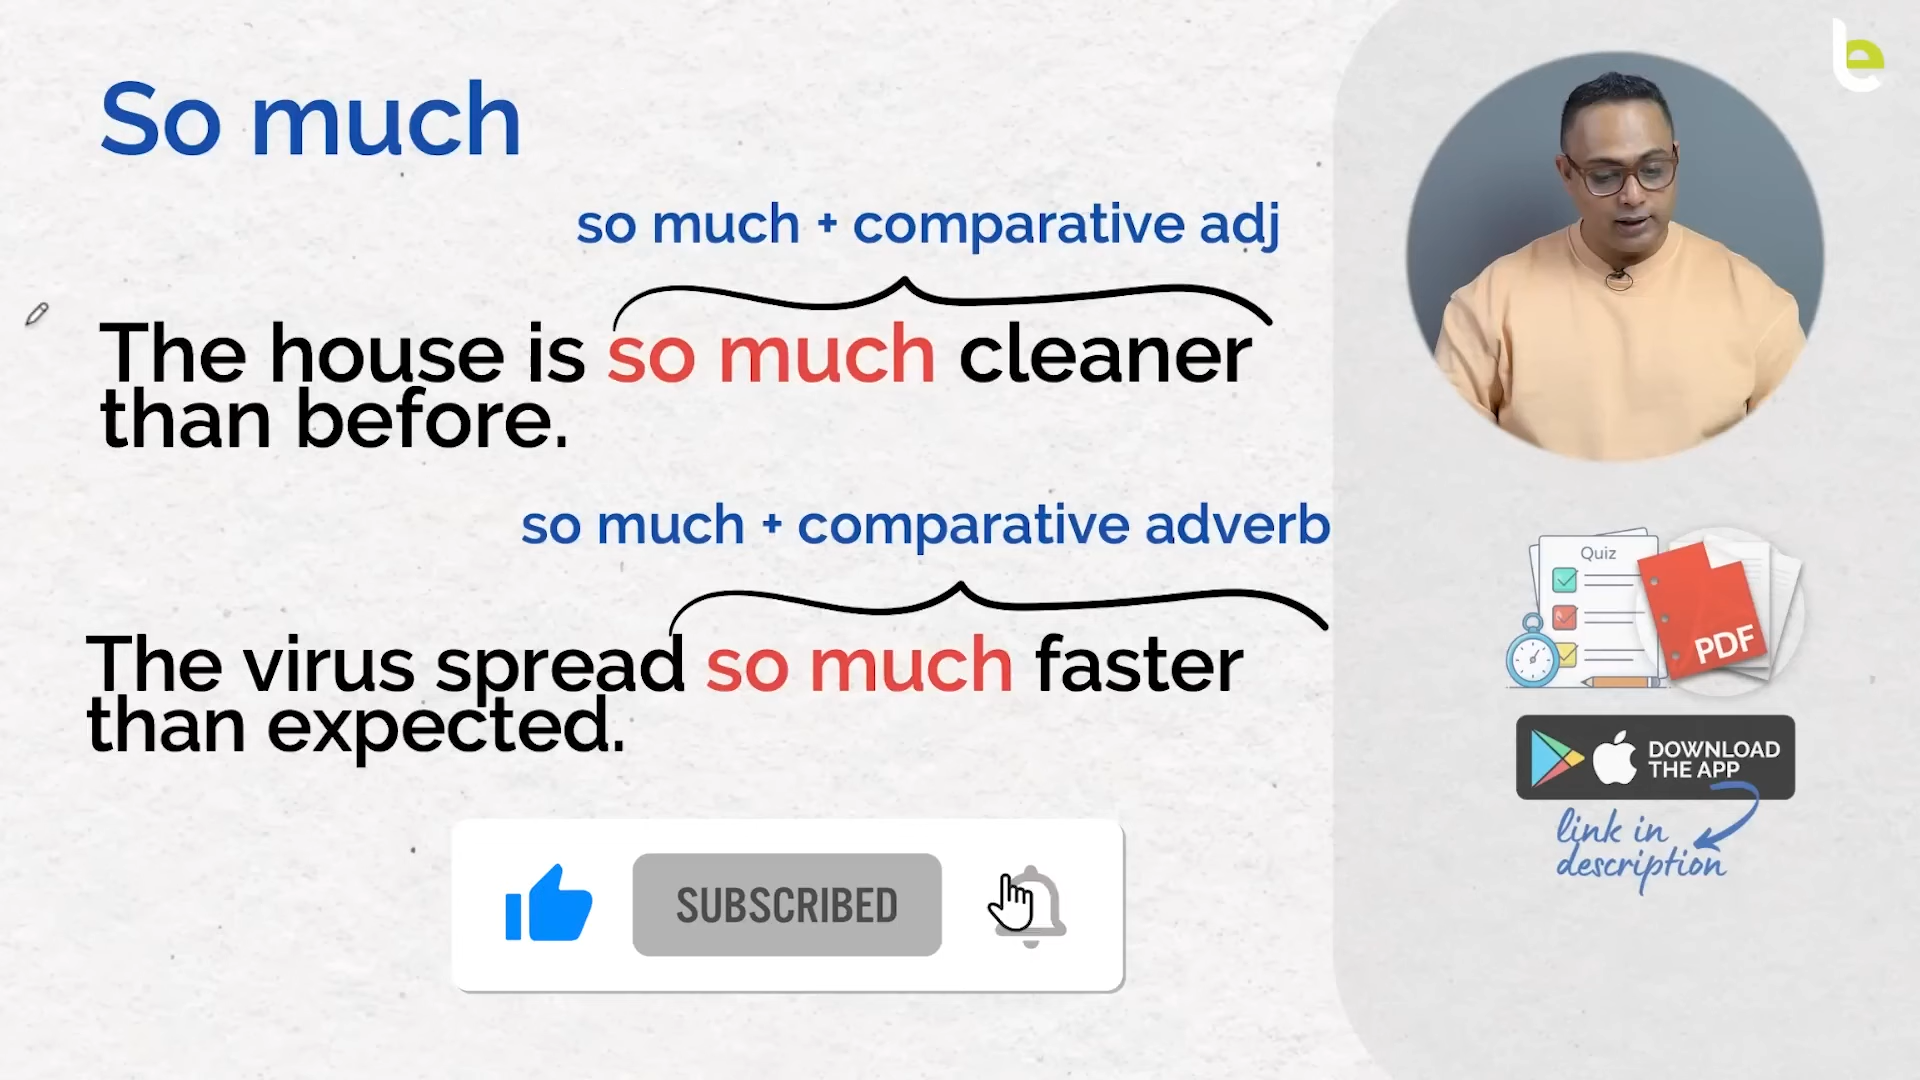 So much
so much + comparative adj
The house is so much cleaner
than before.
so much + comparative adverb
The virus spread so much faster
than expected.
SUBSCRIBED
Quiz
PDF
DOWNLOAD
THE APP
link in
description